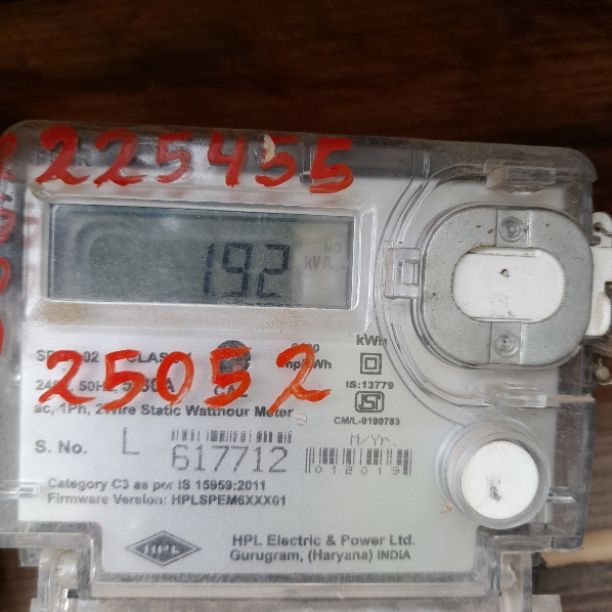 225455
192
MD
kVA
kWh
25052
IS:13779
CM/L-9196783
ac, 1Ph, 2Wire Static Watthour Meter
S. No. L 617712
M/Yr.
012019
Category C3 as per IS 15959:2011
Firmware Version: HPLSPEM6XXX01
HPL
HPL Electric & Power Ltd.
Gurugram, (Haryana) INDIA